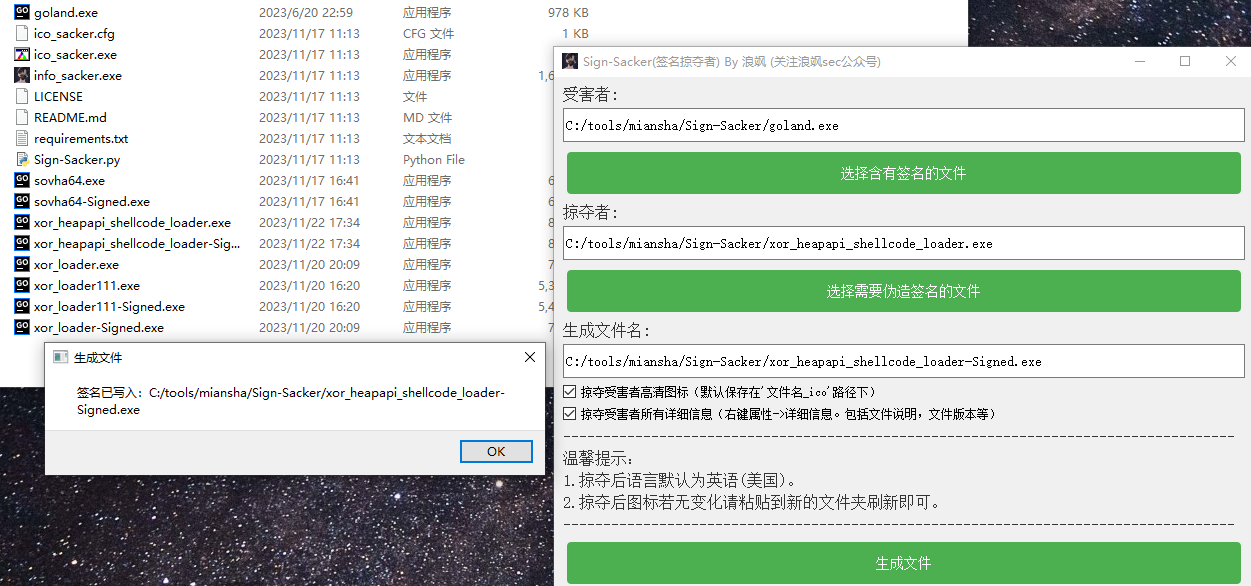 goland.exe 2023/6/20 22:59 应用程序 978 KB
ico_sacker.cfg 2023/11/17 11:13 CFG 文件 1 KB
ico_sacker.exe 2023/11/17 11:13 应用程序
info_sacker.exe 2023/11/17 11:13 应用程序 1,6
LICENSE 2023/11/17 11:13 文件
README.md 2023/11/17 11:13 MD 文件
requirements.txt 2023/11/17 11:13 文本文档
Sign-Sacker.py 2023/11/17 11:13 Python File
sovha64.exe 2023/11/17 16:41 应用程序 6
sovha64-Signed.exe 2023/11/17 16:41 应用程序 6
xor_heapapi_shellcode_loader.exe 2023/11/22 17:34 应用程序 8
xor_heapapi_shellcode_loader-Sig... 2023/11/22 17:34 应用程序 8
xor_loader.exe 2023/11/20 20:09 应用程序 7
xor_loader111.exe 2023/11/20 16:20 应用程序 5,3
xor_loader111-Signed.exe 2023/11/20 16:20 应用程序 5,4
xor_loader-Signed.exe 2023/11/20 20:09 应用程序 7
生成文件
签名已写入：C:/tools/miansha/Sign-Sacker/xor_heapapi_shellcode_loader-
Signed.exe
OK
Sign-Sacker(签名掠夺者) By 浪飒 (关注浪飒sec公众号)
受害者:
C:/tools/miansha/Sign-Sacker/goland.exe
选择含有签名的文件
掠夺者:
C:/tools/miansha/Sign-Sacker/xor_heapapi_shellcode_loader.exe
选择需要伪造签名的文件
生成文件名:
C:/tools/miansha/Sign-Sacker/xor_heapapi_shellcode_loader-Signed.exe
掠夺受害者高清图标（默认保存在'文件名_ico'路径下）
掠夺受害者所有详细信息（右键属性->详细信息。包括文件说明，文件版本等）
温馨提示:
1.掠夺后语言默认为英语(美国)。
2.掠夺后图标若无变化请粘贴到新的文件夹刷新即可。
生成文件